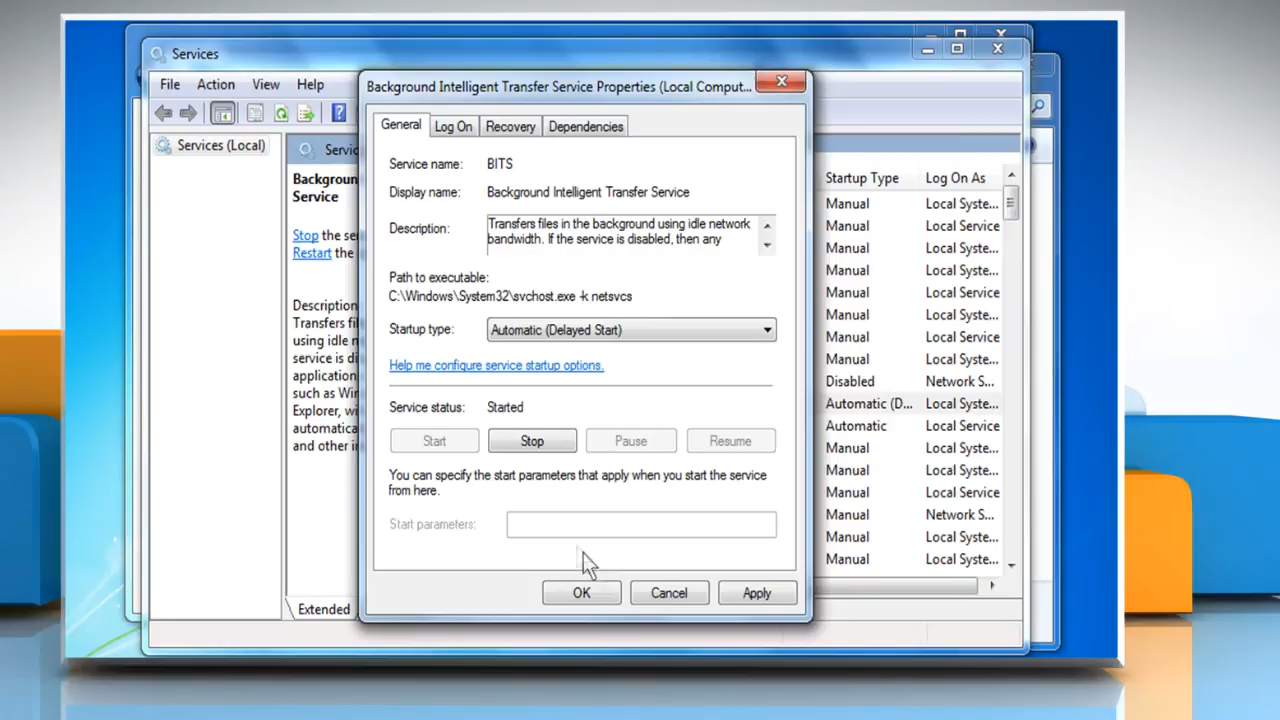 Services
File Action View Help
Services (Local)
Servic
Background
Service
Stop the ser
Restart the
Description
Transfers fil
using idle n
service is di
application
such as Win
Explorer, wi
automatica
and other in
Extended
Background Intelligent Transfer Service Properties (Local Comput...
General Log On Recovery Dependencies
Service name: BITS
Display name: Background Intelligent Transfer Service
Description: Transfers files in the background using idle network
bandwidth. If the service is disabled, then any
Path to executable:
C:\Windows\System32\svchost.exe -k netsvcs
Startup type: Automatic (Delayed Start)
Help me configure service startup options.
Service status: Started
Start Stop Pause Resume
You can specify the start parameters that apply when you start the service
from here.
Start parameters:
OK Cancel Apply
Startup Type Log On As
Manual Local Syste...
Manual Local Service
Manual Local Syste...
Manual Local Syste...
Manual Local Service
Manual Local Syste...
Manual Local Service
Manual Local Syste...
Disabled Network S...
Automatic (D... Local Syste...
Automatic Local Service
Manual Local Syste...
Manual Local Syste...
Manual Local Service
Manual Network S...
Manual Local Syste...
Manual Local Syste...